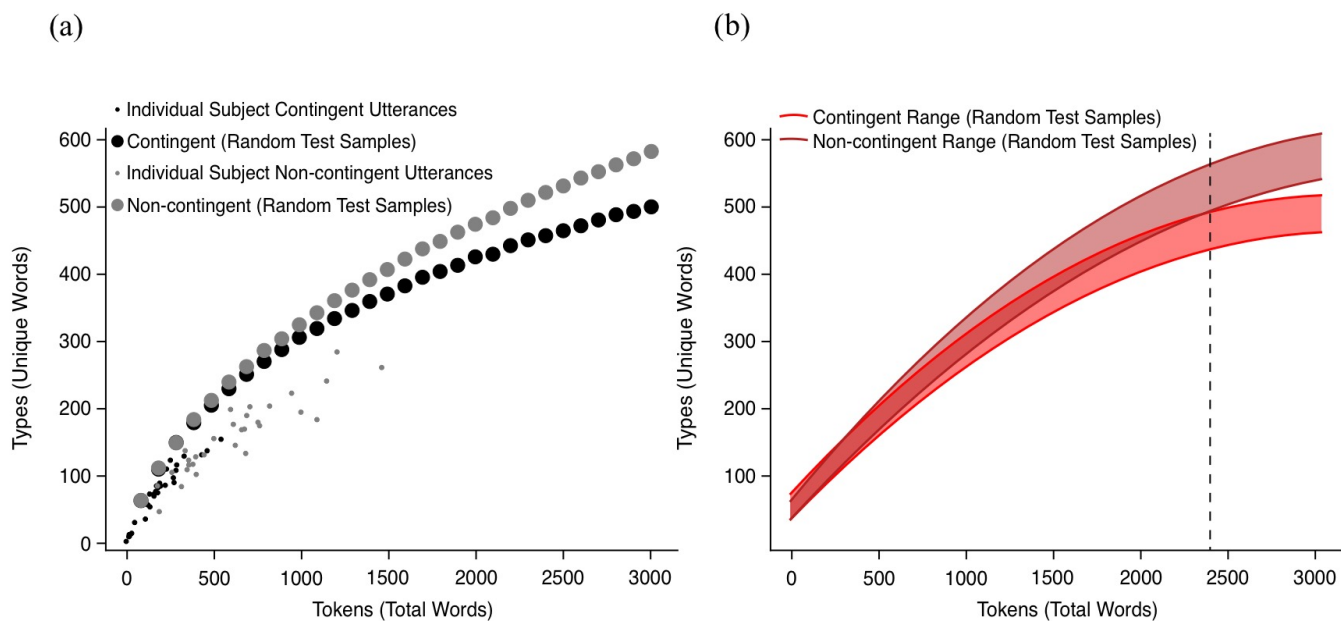 (a)
Individual Subject Contingent Utterances
Contingent (Random Test Samples)
Individual Subject Non-contingent Utterances
Non-contingent (Random Test Samples)
Types (Unique Words)
600
500
400
300
200
100
0
0 500 1000 1500 2000 2500 3000
Tokens (Total Words)
(b)
Contingent Range (Random Test Samples)
Non-contingent Range (Random Test Samples)
Types (Unique Words)
600
500
400
300
200
100
0 500 1000 1500 2000 2500 3000
Tokens (Total Words)